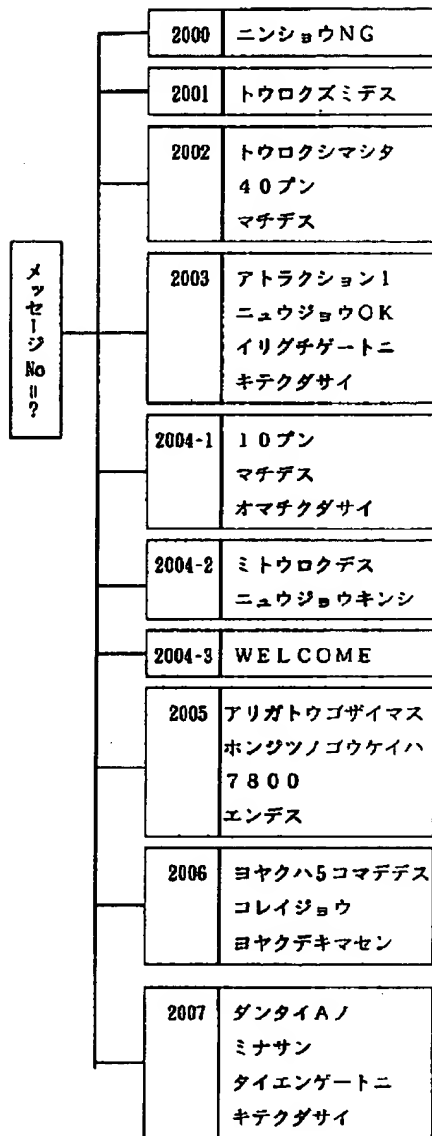 メッセージNo=?
2000 ニンショウNG
2001 トウロクズミデス
2002 トウロクシマシタ
40プン
マチデス
2003 アトラクション1
ニュウジョウOK
イリグチゲートニ
キテクダサイ
2004-1 10プン
マチデス
オマチクダサイ
2004-2 ミトウロクデス
ニュウジョウキンシ
2004-3 WELCOME
2005 アリガトウゴザイマス
ホンジツノゴウケイハ
7800
エンデス
2006 ヨヤクハ5コマデデス
コレイジョウ
ヨヤクデキマセン
2007 ダンタイAノ
ミナサン
タイエンゲートニ
キテクダサイ